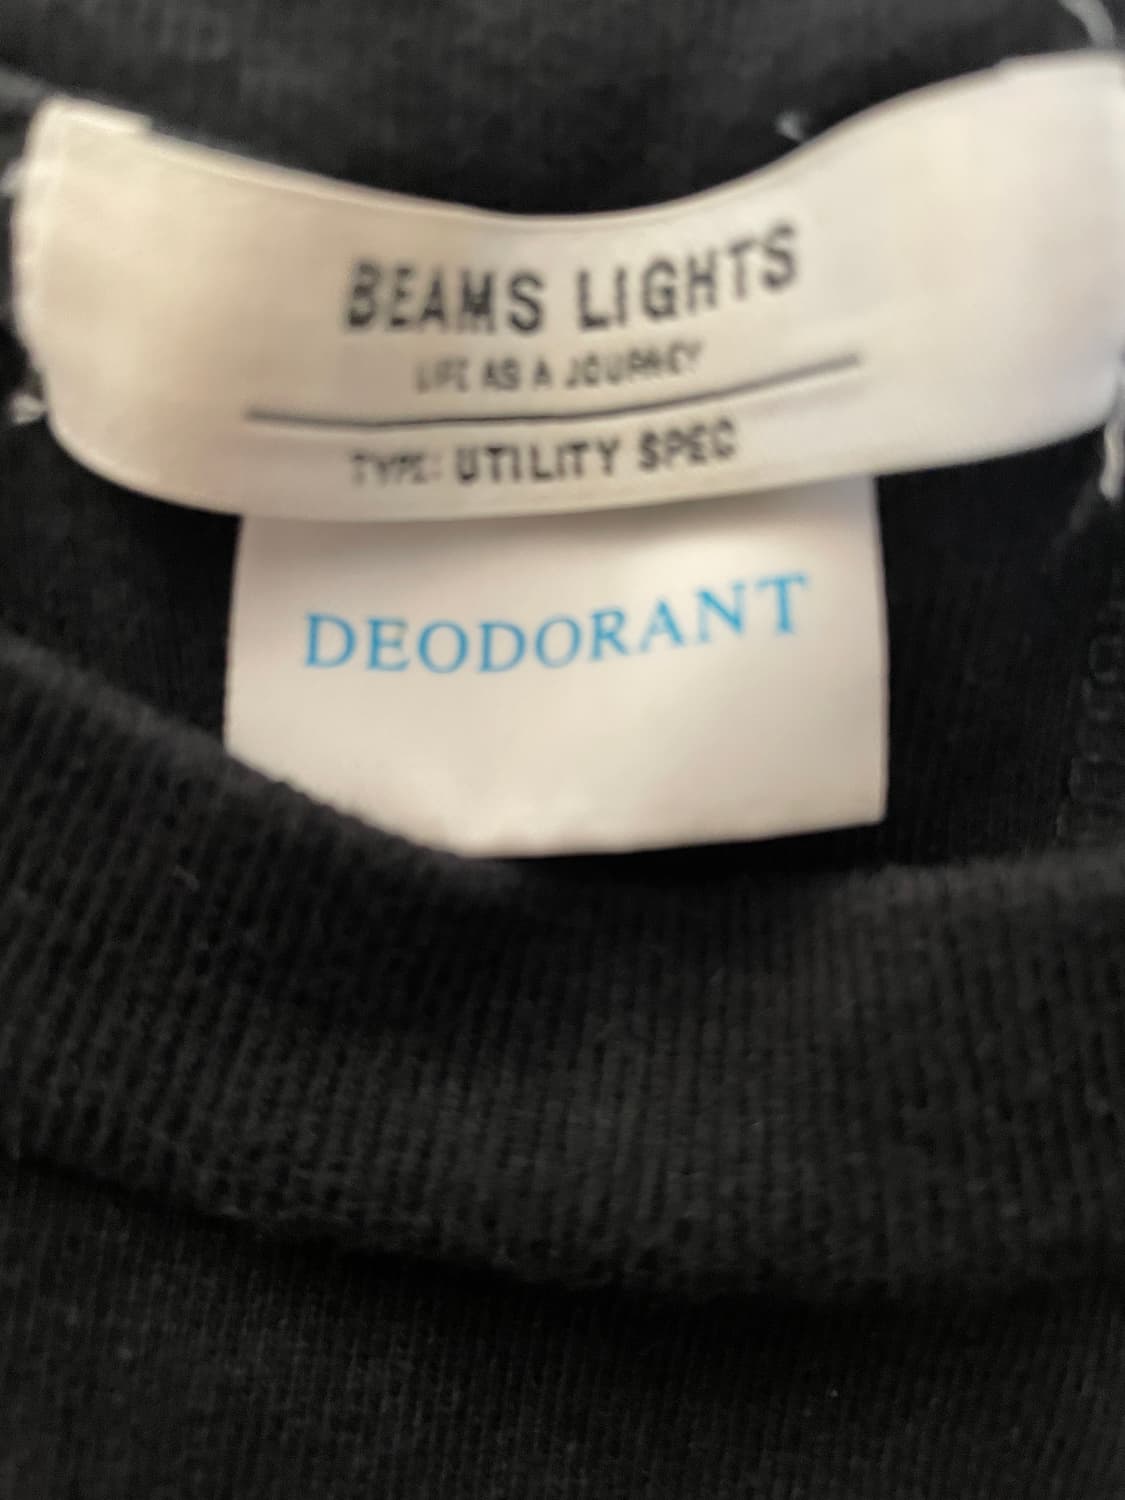 BEAMS LIGHTS
LIFE AS A JOURNEY
TYPE: UTILITY SPEC
DEODORANT